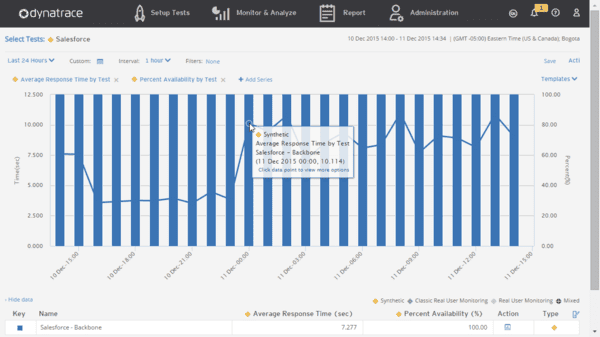 dynatrace Setup Tests Monitor & Analyze Report Administration 1
Select Tests: Salesforce 10 Dec 2015 14:00 - 11 Dec 2015 14:34 | (GMT -05:00) Eastern Time (US & Canada); Bogota
Last 24 Hours Custom: Interval: 1 hour Filters: None Save Acti
Average Response Time by Test × Percent Availability by Test × + Add Series Templates
12.500 100.00
10.000 80.00
7.500 60.00
5.000 40.00
2.500 20.00
0.000 0.00
Time(sec)
Percent(%)
Synthetic
Average Response Time by Test
Salesforce - Backbone
(11 Dec 2015 00:00, 10.114)
Click data point to view more options
10 Dec-15:00 10 Dec-18:00 10 Dec-21:00 11 Dec-00:00 11 Dec-03:00 11 Dec-06:00 11 Dec-09:00 11 Dec-12:00 11 Dec-15:00
Hide data Synthetic Classic Real User Monitoring Real User Monitoring Mixed
Key Name Average Response Time (sec) Percent Availability (%) Action Type
Salesforce - Backbone 7.277 100.00